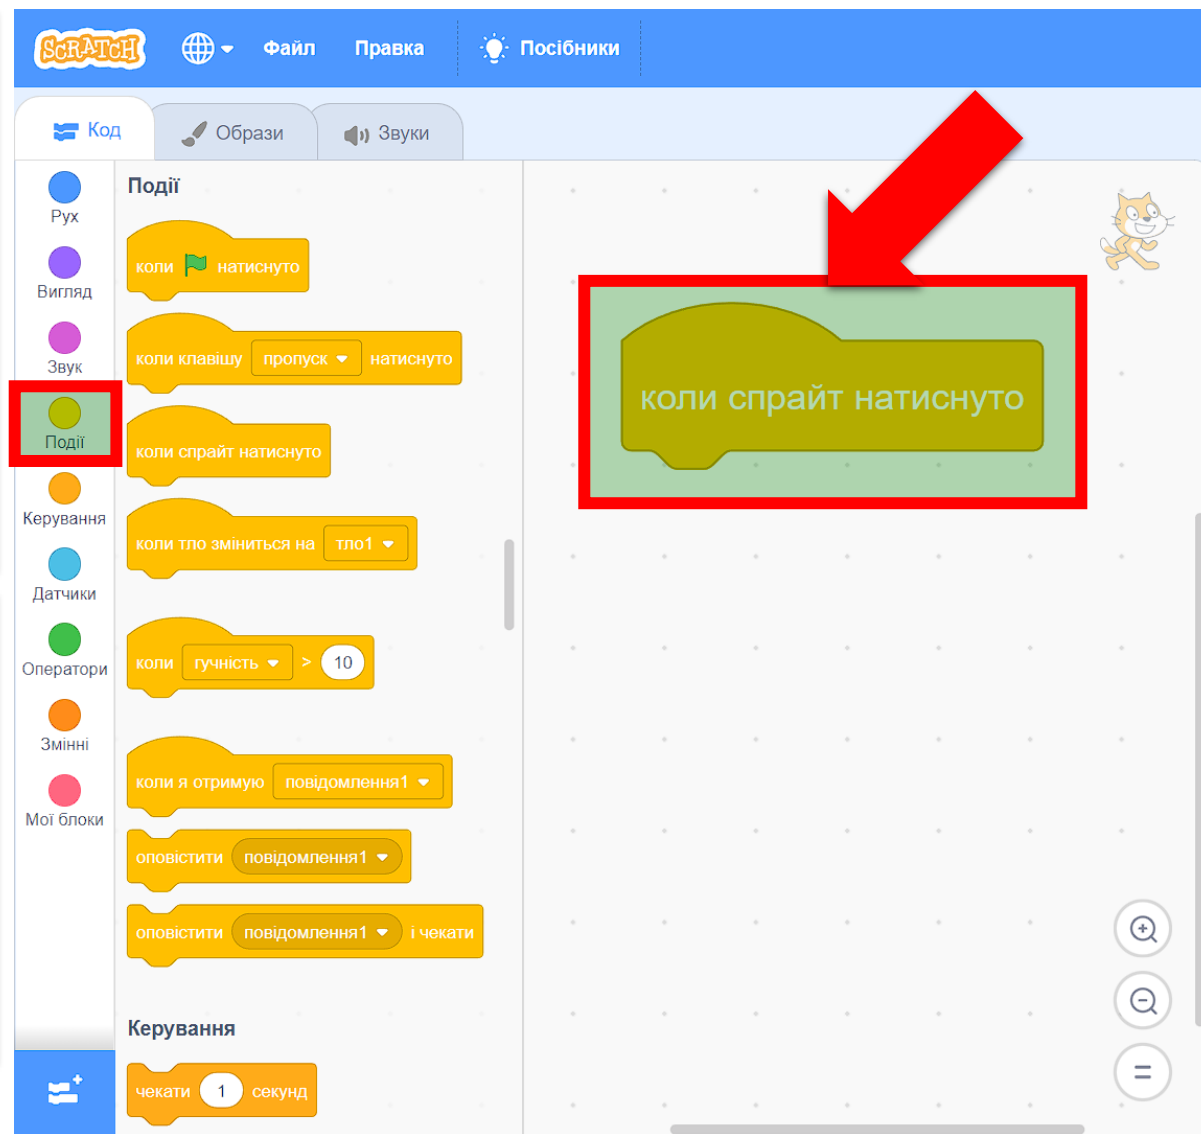 SCRATCH Файл Правка Посібники
Код Образи Звуки
Рух
Вигляд
Звук
Події
Керування
Датчики
Оператори
Змінні
Мої блоки
Події
коли натиснуто
коли клавішу пропуск натиснуто
коли спрайт натиснуто
коли тло зміниться на тло1
коли гучність > 10
коли я отримую повідомлення1
оповістити повідомлення1
оповістити повідомлення1 і чекати
Керування
чекати 1 секунд
коли спрайт натиснуто